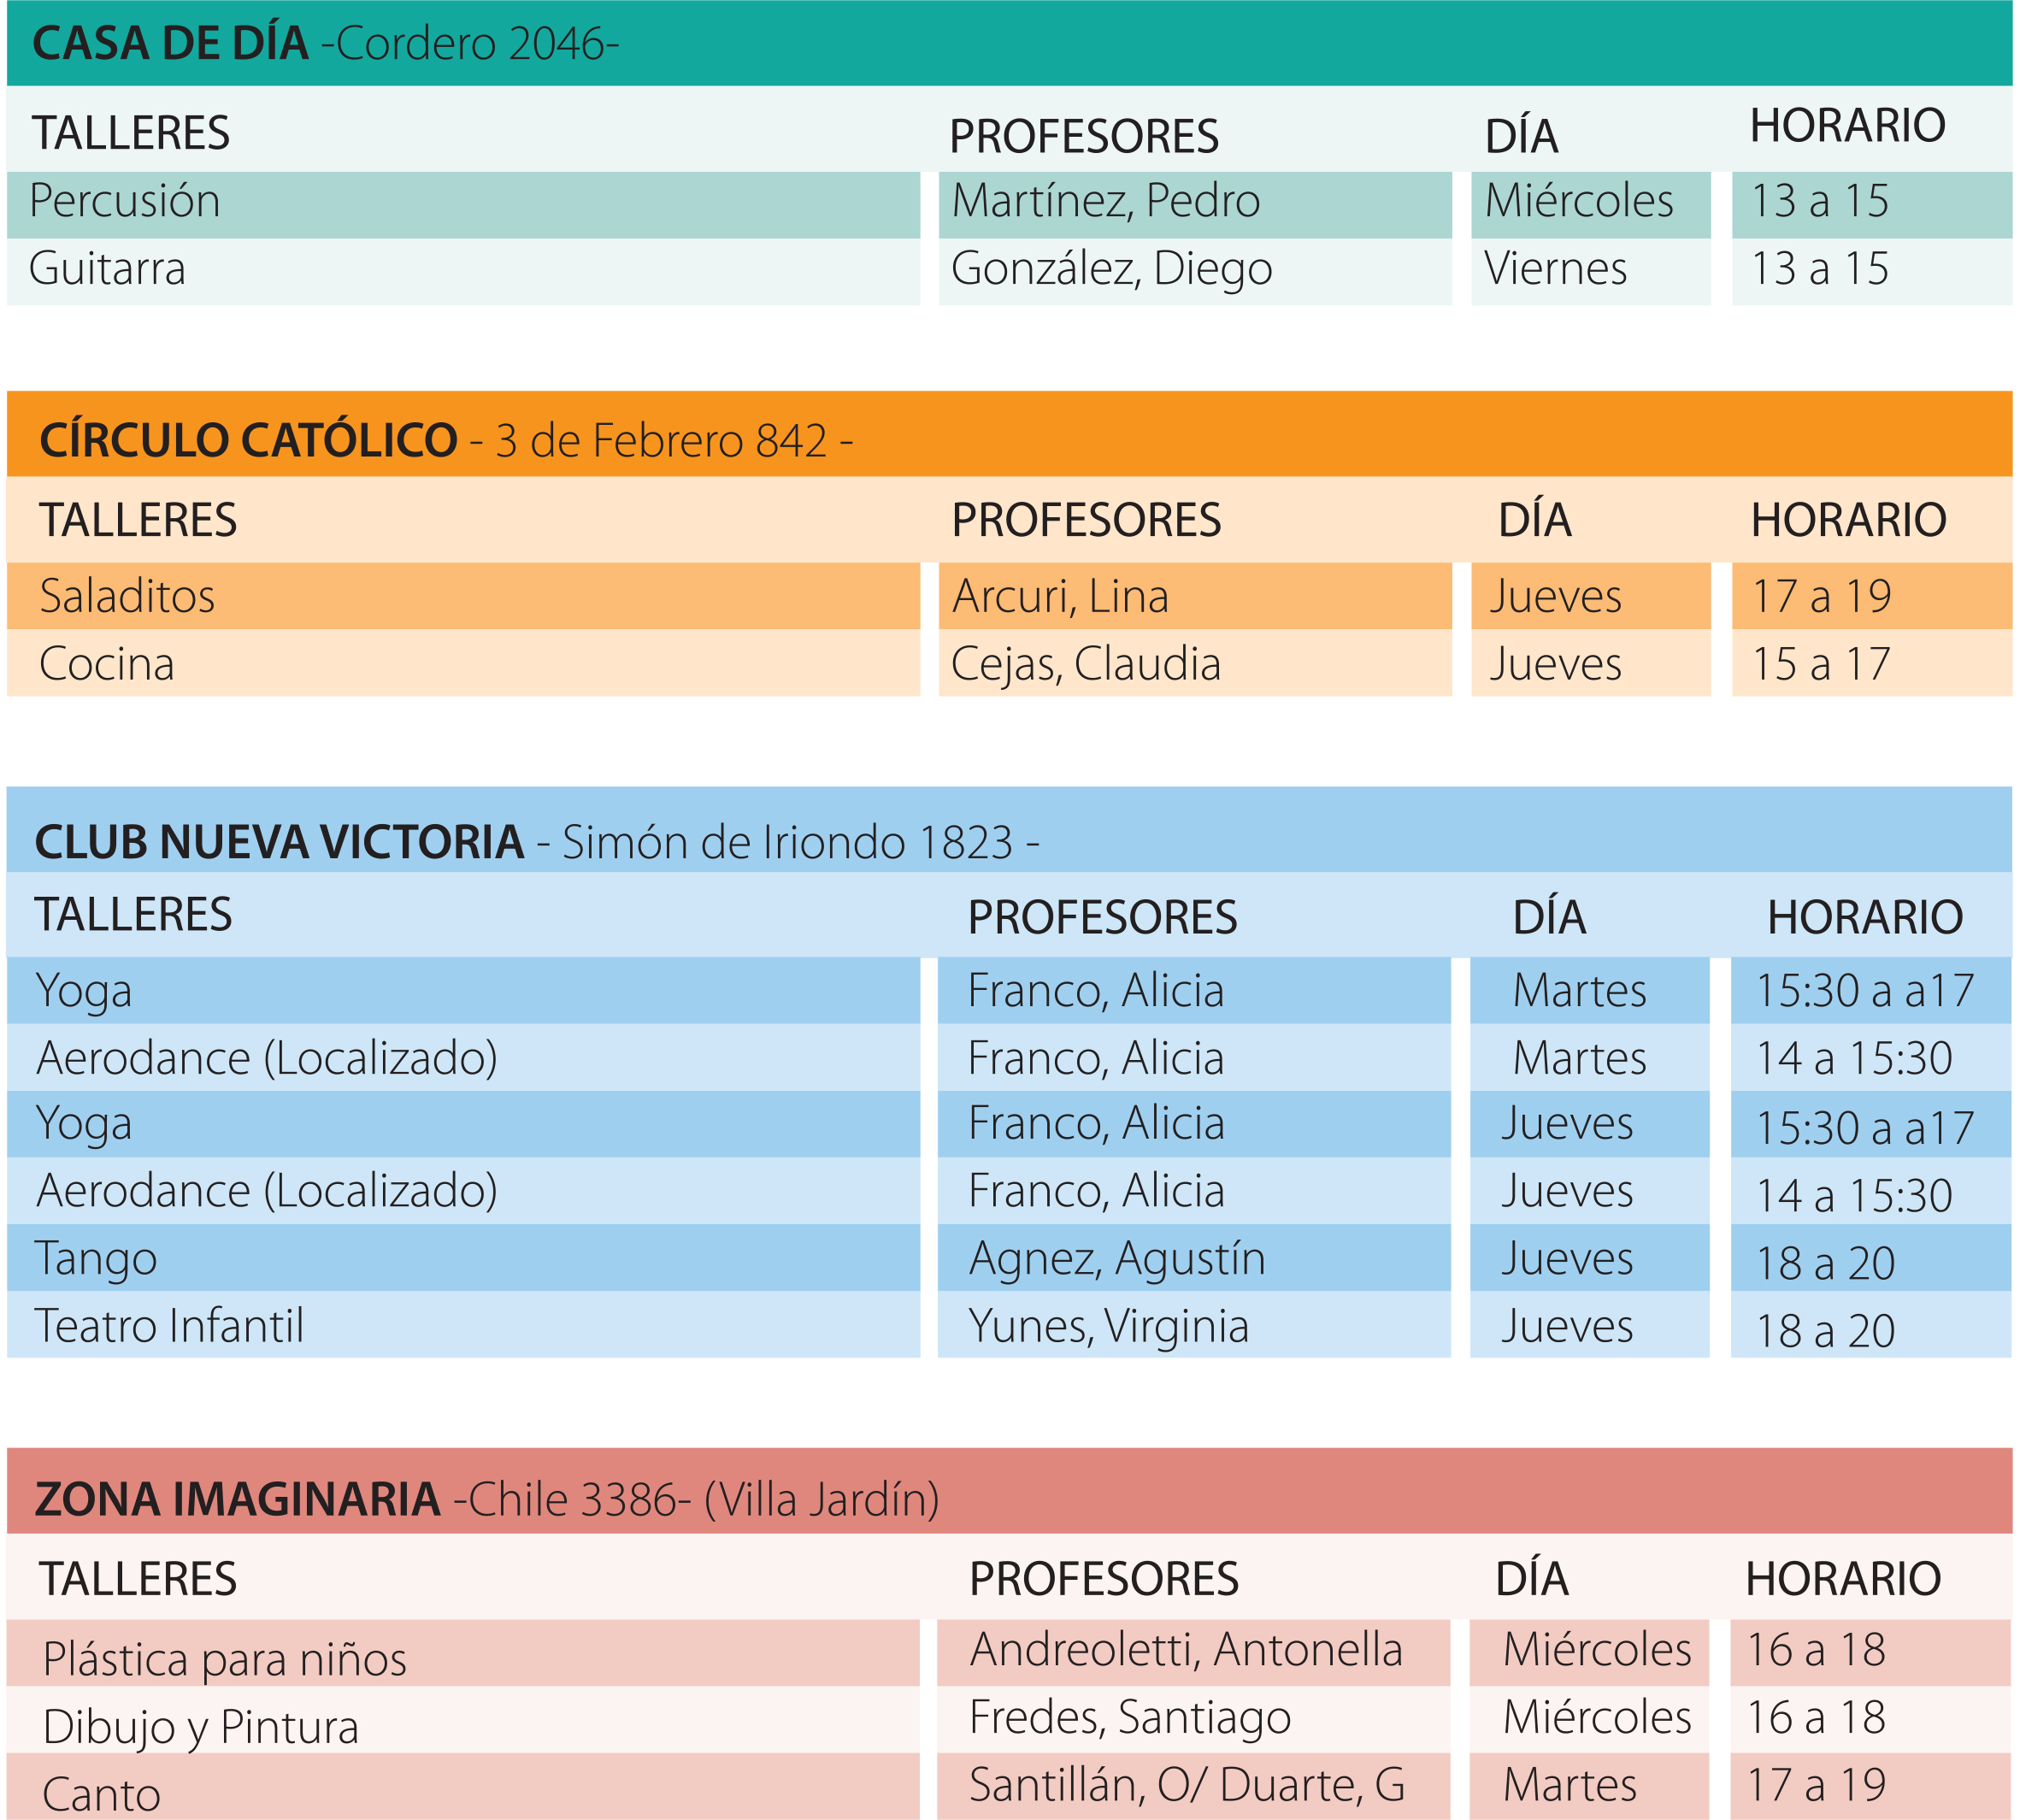 CASA DE DÍA -Cordero 2046-
TALLERES PROFESORES DÍA HORARIO
Percusión Martínez, Pedro Miércoles 13 a 15
Guitarra González, Diego Viernes 13 a 15
CÍRCULO CATÓLICO - 3 de Febrero 842 -
TALLERES PROFESORES DÍA HORARIO
Saladitos Arcuri, Lina Jueves 17 a 19
Cocina Cejas, Claudia Jueves 15 a 17
CLUB NUEVA VICTORIA - Simón de Iriondo 1823 -
TALLERES PROFESORES DÍA HORARIO
Yoga Franco, Alicia Martes 15:30 a a17
Aerodance (Localizado) Franco, Alicia Martes 14 a 15:30
Yoga Franco, Alicia Jueves 15:30 a a17
Aerodance (Localizado) Franco, Alicia Jueves 14 a 15:30
Tango Agnez, Agustín Jueves 18 a 20
Teatro Infantil Yunes, Virginia Jueves 18 a 20
ZONA IMAGINARIA -Chile 3386- (Villa Jardín)
TALLERES PROFESORES DÍA HORARIO
Plástica para niños Andreoletti, Antonella Miércoles 16 a 18
Dibujo y Pintura Fredes, Santiago Miércoles 16 a 18
Canto Santillán, O/ Duarte, G Martes 17 a 19